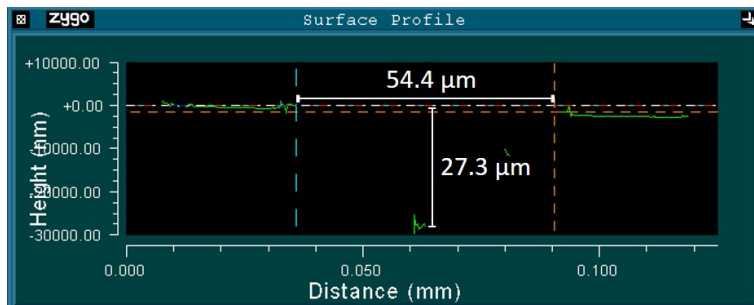 zygo
Surface Profile
Height (nm)
+10000.00
+0.00
-10000.00
-20000.00
-30000.00
54.4 µm
27.3 µm
0.000
0.050
0.100
Distance (mm)